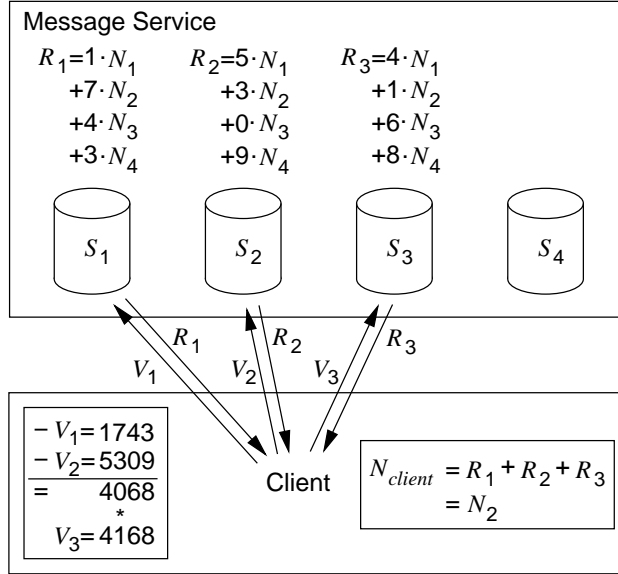 Message Service
R1=1·N1 R2=5·N1 R3=4·N1
+7·N2 +3·N2 +1·N2
+4·N3 +0·N3 +6·N3
+3·N4 +9·N4 +8·N4
S1 S2 S3 S4
R1 R2 R3
V1 V2 V3
− V1=1743
− V2=5309
= 4068
*
V3=4168
Client
Nclient = R1+R2+R3
= N2